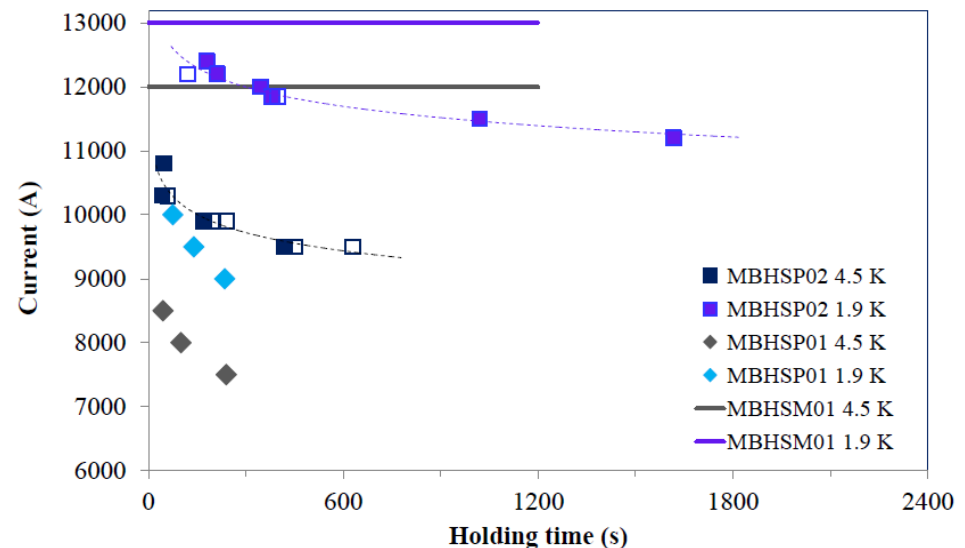 13000
12000
11000
10000
9000
8000
7000
6000
Current (A)
0
600
1200
1800
2400
Holding time (s)
MBHSP02 4.5 K
MBHSP02 1.9 K
MBHSP01 4.5 K
MBHSP01 1.9 K
MBHSM01 4.5 K
MBHSM01 1.9 K